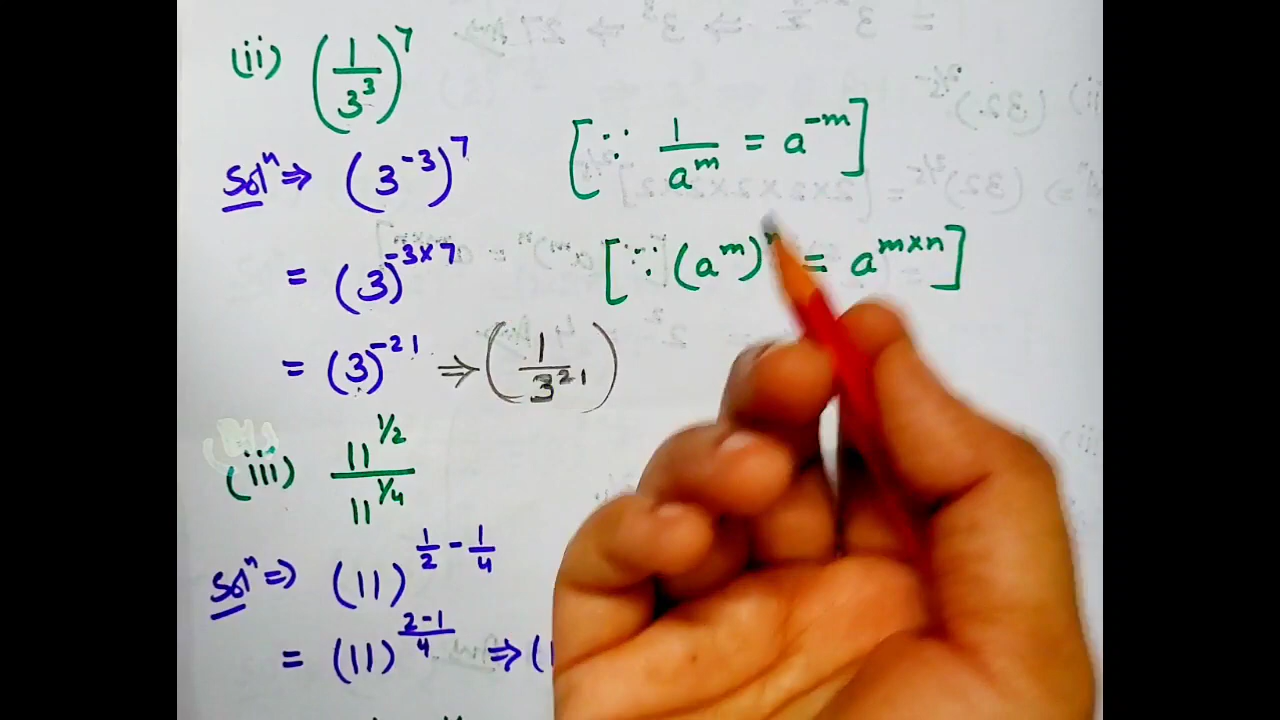 (ii) (1/3³)⁷
Solⁿ ⇒ (3⁻³)⁷ [∵ 1/aᵐ = a⁻ᵐ]
= (3)⁻³ˣ⁷ [∵ (aᵐ)ⁿ = aᵐˣⁿ]
= (3)⁻²¹ ⇒ (1/3²¹)
(iii) 11^(1/2) / 11^(1/4)
Solⁿ ⇒ (11)^(1/2 - 1/4)
= (11)^((2-1)/4) ⇒ (